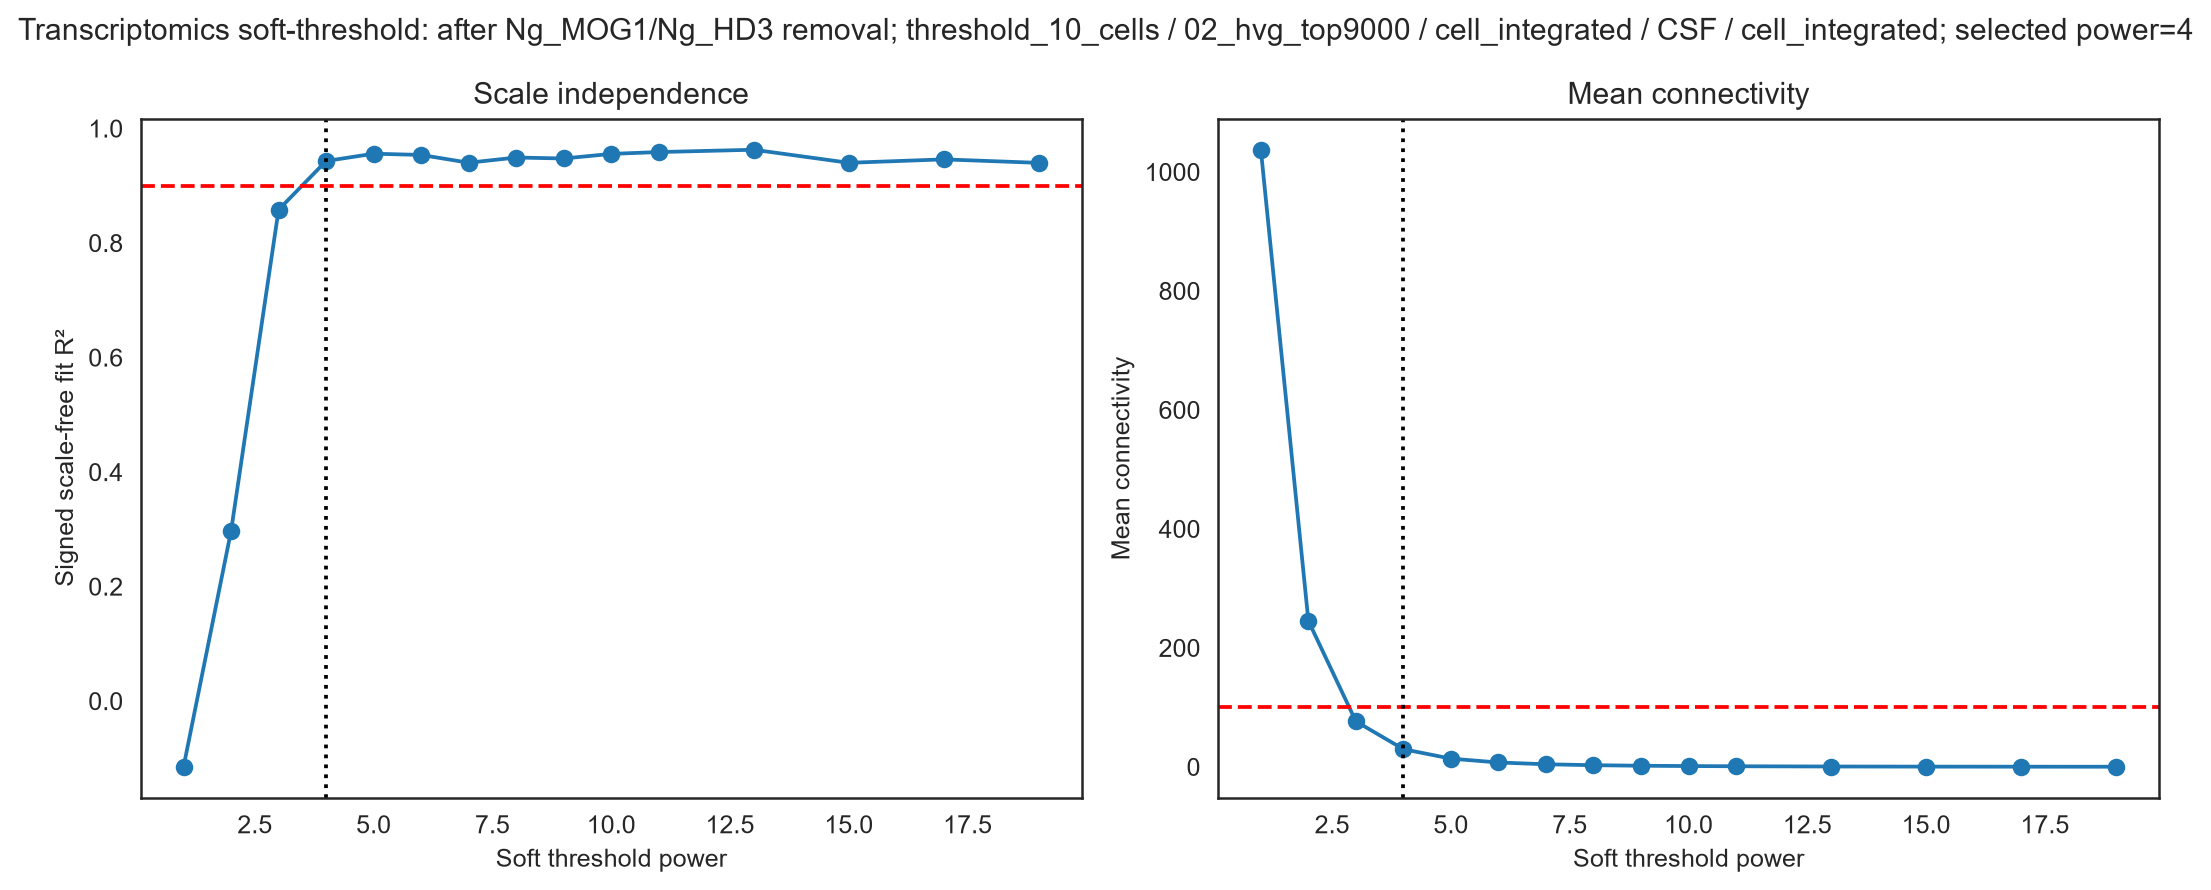 Transcriptomics soft-threshold: after Ng_MOG1/Ng_HD3 removal; threshold_10_cells / 02_hvg_top9000 / cell_integrated / CSF / cell_integrated; selected power=4
Scale independence
1.0
0.8
0.6
0.4
0.2
0.0
Signed scale-free fit R²
2.5 5.0 7.5 10.0 12.5 15.0 17.5
Soft threshold power
Mean connectivity
1000
800
600
400
200
0
Mean connectivity
2.5 5.0 7.5 10.0 12.5 15.0 17.5
Soft threshold power